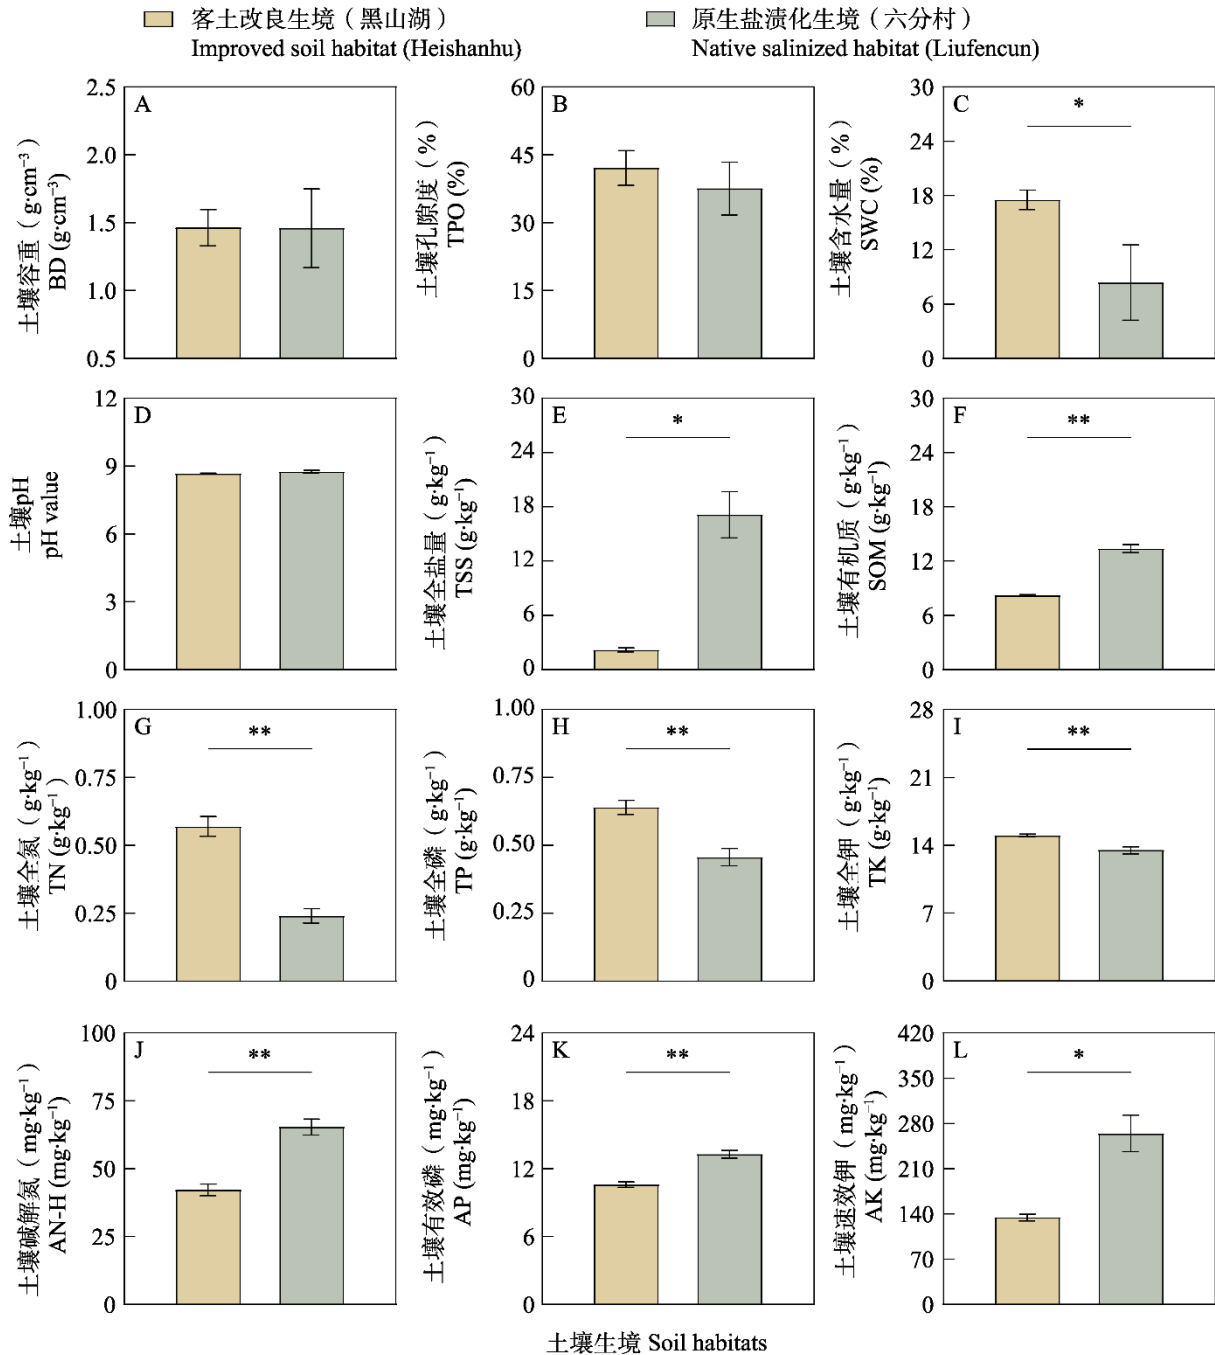 客土改良生境（黑山湖）
Improved soil habitat (Heishanhu)
原生盐渍化生境（六分村）
Native salinized habitat (Liufencun)
A
土壤容重（g·cm⁻³）
BD (g·cm⁻³)
2.5
2.0
1.5
1.0
0.5
B
土壤孔隙度（%）
TPO (%)
60
45
30
15
0
C
*
土壤含水量（%）
SWC (%)
30
24
18
12
6
0
D
土壤pH
pH value
12
9
6
3
0
E
*
土壤全盐量（g·kg⁻¹）
TSS (g·kg⁻¹)
30
24
18
12
6
0
F
**
土壤有机质（g·kg⁻¹）
SOM (g·kg⁻¹)
30
24
18
12
6
0
G
**
土壤全氮（g·kg⁻¹）
TN (g·kg⁻¹)
1.00
0.75
0.50
0.25
0
H
**
土壤全磷（g·kg⁻¹）
TP (g·kg⁻¹)
1.00
0.75
0.50
0.25
0
I
**
土壤全钾（g·kg⁻¹）
TK (g·kg⁻¹)
28
21
14
7
0
J
**
土壤碱解氮（mg·kg⁻¹）
AN-H (mg·kg⁻¹)
100
75
50
25
0
K
**
土壤有效磷（mg·kg⁻¹）
AP (mg·kg⁻¹)
24
18
12
6
0
L
*
土壤速效钾（mg·kg⁻¹）
AK (mg·kg⁻¹)
420
350
280
210
140
70
0
土壤生境 Soil habitats